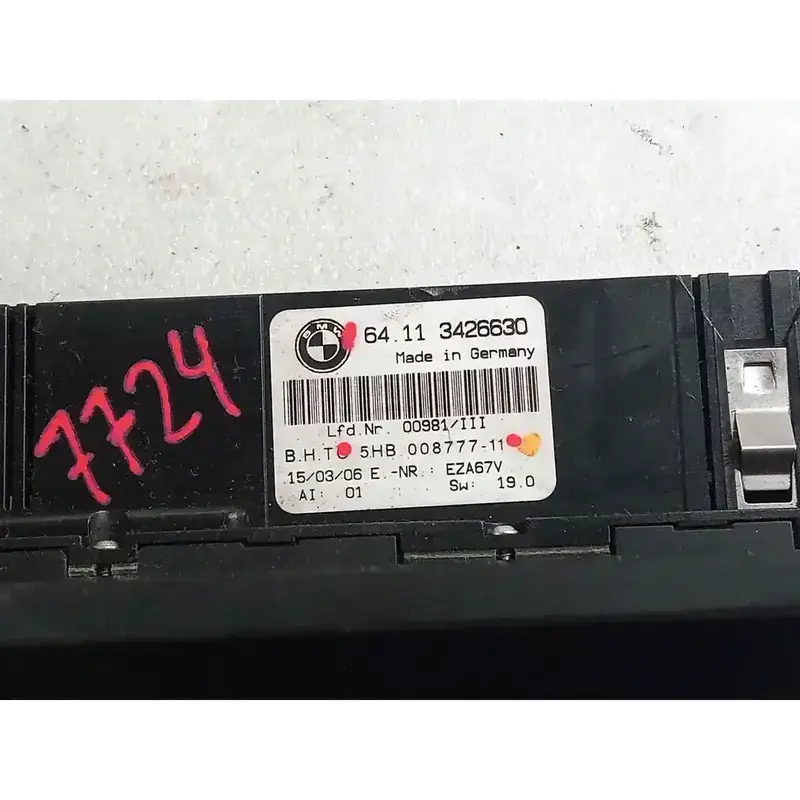 7724
BMW
64.11 3426630
Made in Germany
Lfd.Nr. 00981/III
B.H.T 5HB 008777-11
15/03/06 E.-NR.: EZA67V
AI: 01 Sw: 19.0